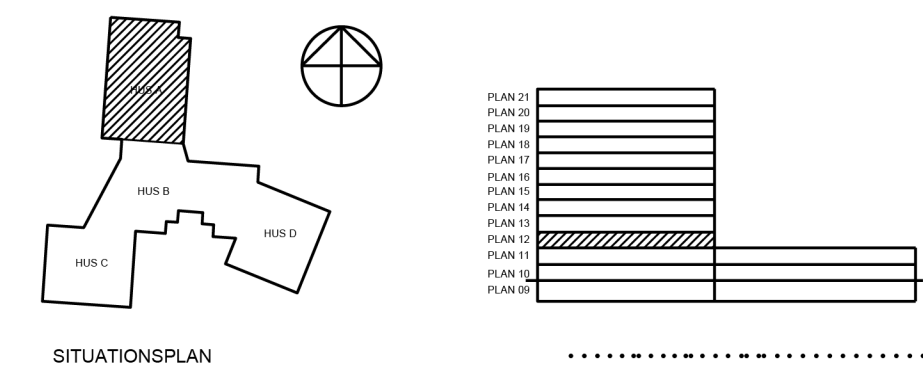 HUS A
HUS B
HUS C
HUS D
SITUATIONSPLAN
PLAN 21
PLAN 20
PLAN 19
PLAN 18
PLAN 17
PLAN 16
PLAN 15
PLAN 14
PLAN 13
PLAN 12
PLAN 11
PLAN 10
PLAN 09